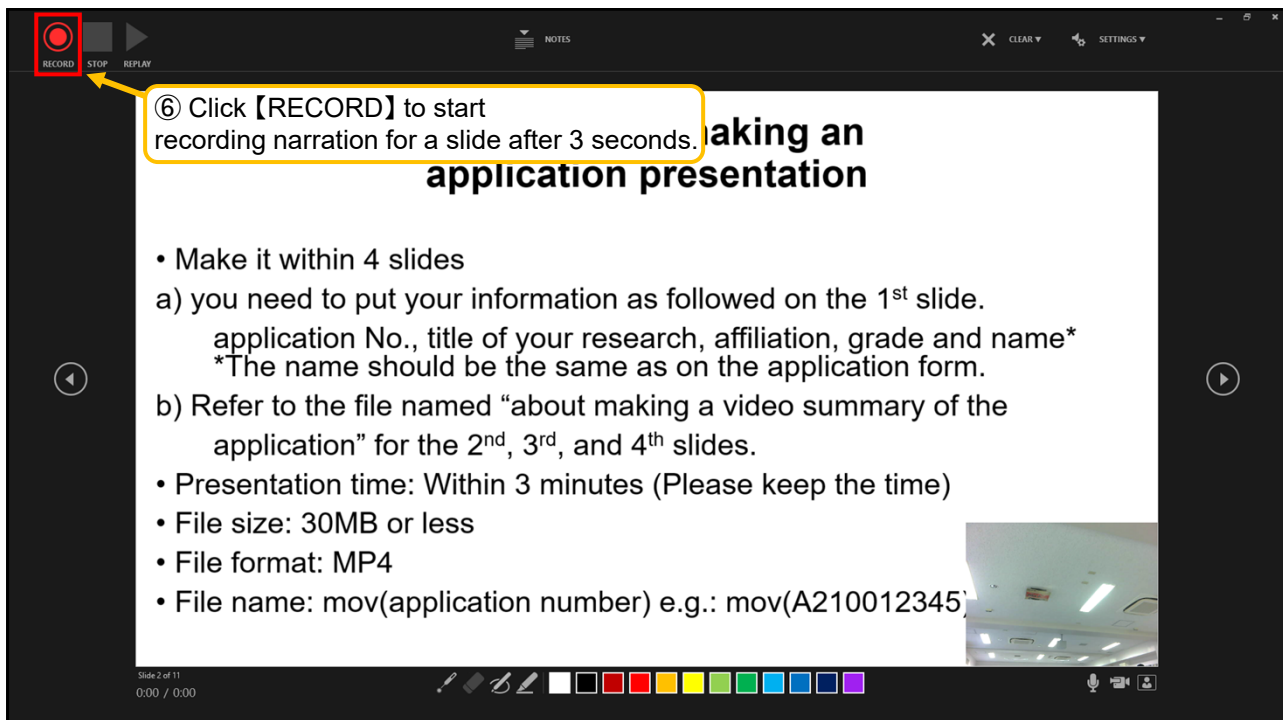 RECORD STOP REPLAY
NOTES
CLEAR ▼
SETTINGS ▼
⑥ Click【RECORD】to start
recording narration for a slide after 3 seconds.
aking an
application presentation
• Make it within 4 slides
a) you need to put your information as followed on the 1st slide.
application No., title of your research, affiliation, grade and name*
*The name should be the same as on the application form.
b) Refer to the file named “about making a video summary of the
application” for the 2nd, 3rd, and 4th slides.
• Presentation time: Within 3 minutes (Please keep the time)
• File size: 30MB or less
• File format: MP4
• File name: mov(application number) e.g.: mov(A210012345)
Slide 2 of 11
0:00 / 0:00